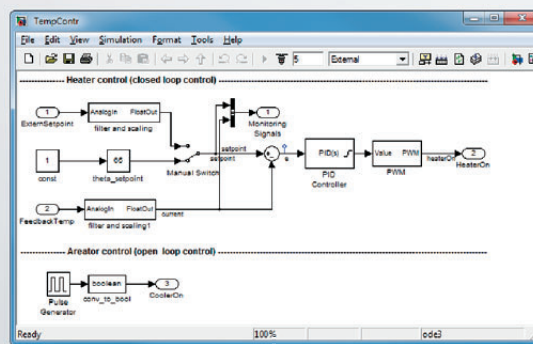 TempContr
File Edit View Simulation Format Tools Help
5 External
Heater control (closed loop control)
1 AnalogIn FloatOut 1
ExternSetpoint filter and scaling Monitoring
Signals
1 66 setpoint PID(s) Value PWM heaterOn 2
const theta_setpoint Manual Switch setpoint e PID
Controller PWM HeaterOn
2 AnalogIn FloatOut current
FeedbackTemp filter and scaling1
Areator control (open loop control)
boolean 3
Pulse
Generator conv_to_bool CoolerOn
Ready 100% ode3